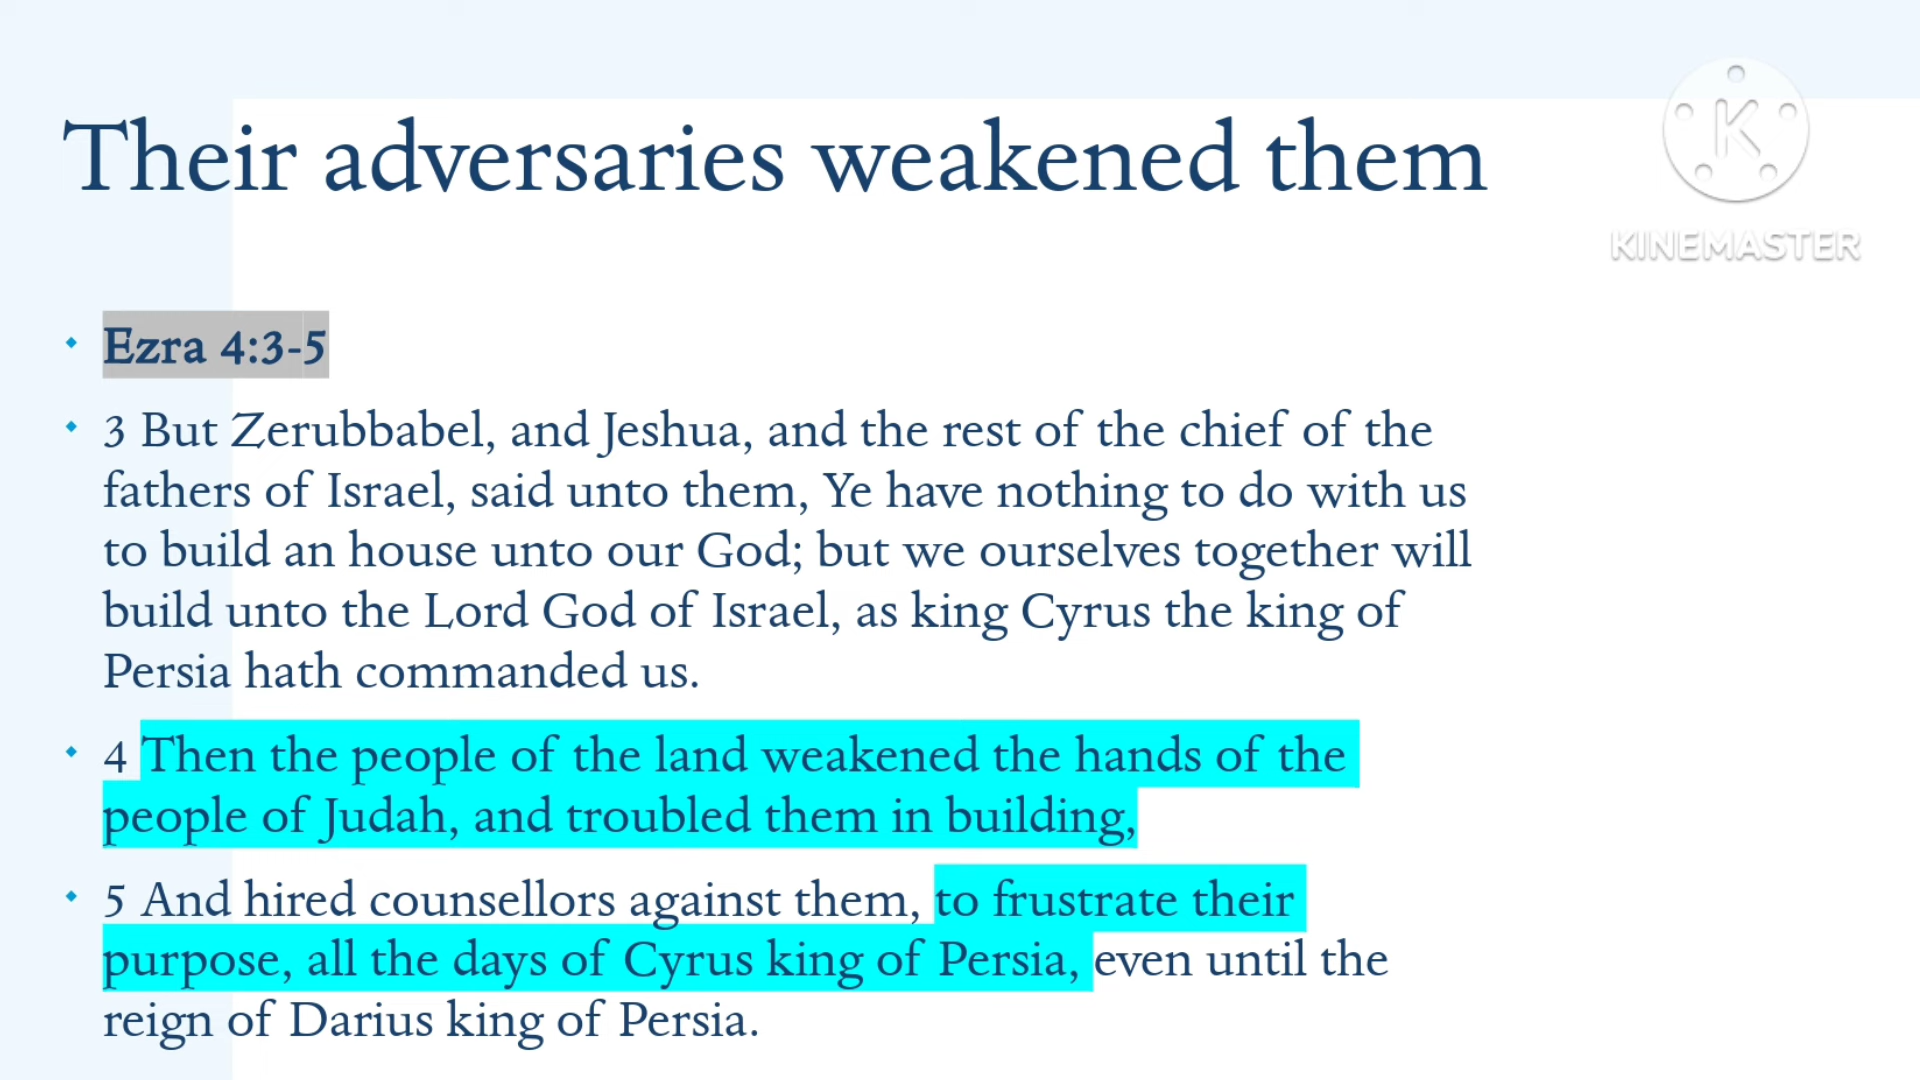 Their adversaries weakened them
K
KINEMASTER
Ezra 4:3-5
3 But Zerubbabel, and Jeshua, and the rest of the chief of the
fathers of Israel, said unto them, Ye have nothing to do with us
to build an house unto our God; but we ourselves together will
build unto the Lord God of Israel, as king Cyrus the king of
Persia hath commanded us.
4 Then the people of the land weakened the hands of the
people of Judah, and troubled them in building,
5 And hired counsellors against them, to frustrate their
purpose, all the days of Cyrus king of Persia, even until the
reign of Darius king of Persia.